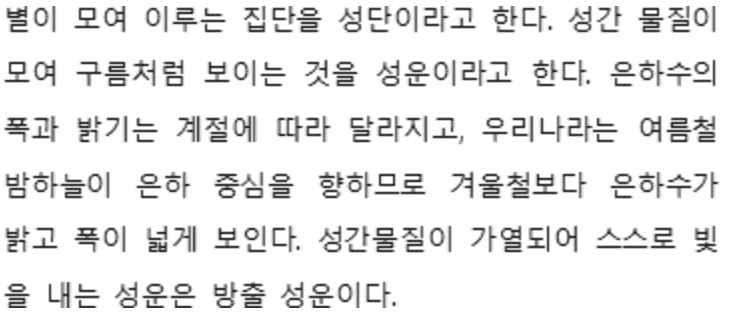 별이 모여 이루는 집단을 성단이라고 한다. 성간 물질이
모여 구름처럼 보이는 것을 성운이라고 한다. 은하수의
폭과 밝기는 계절에 따라 달라지고, 우리나라는 여름철
밤하늘이 은하 중심을 향하므로 겨울철보다 은하수가
밝고 폭이 넓게 보인다. 성간물질이 가열되어 스스로 빛
을 내는 성운은 방출 성운이다.